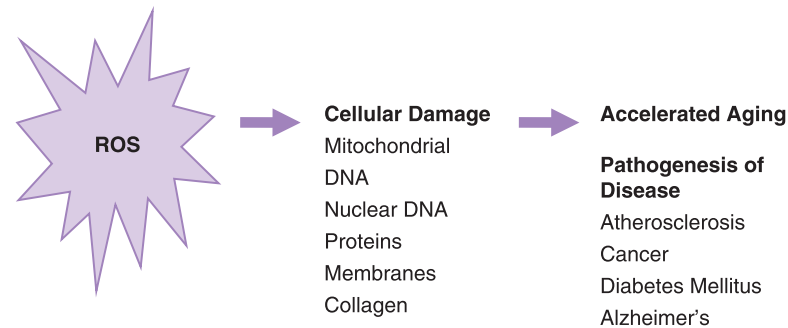 ROS
Cellular Damage
Mitochondrial
DNA
Nuclear DNA
Proteins
Membranes
Collagen
Accelerated Aging
Pathogenesis of
Disease
Atherosclerosis
Cancer
Diabetes Mellitus
Alzheimer’s